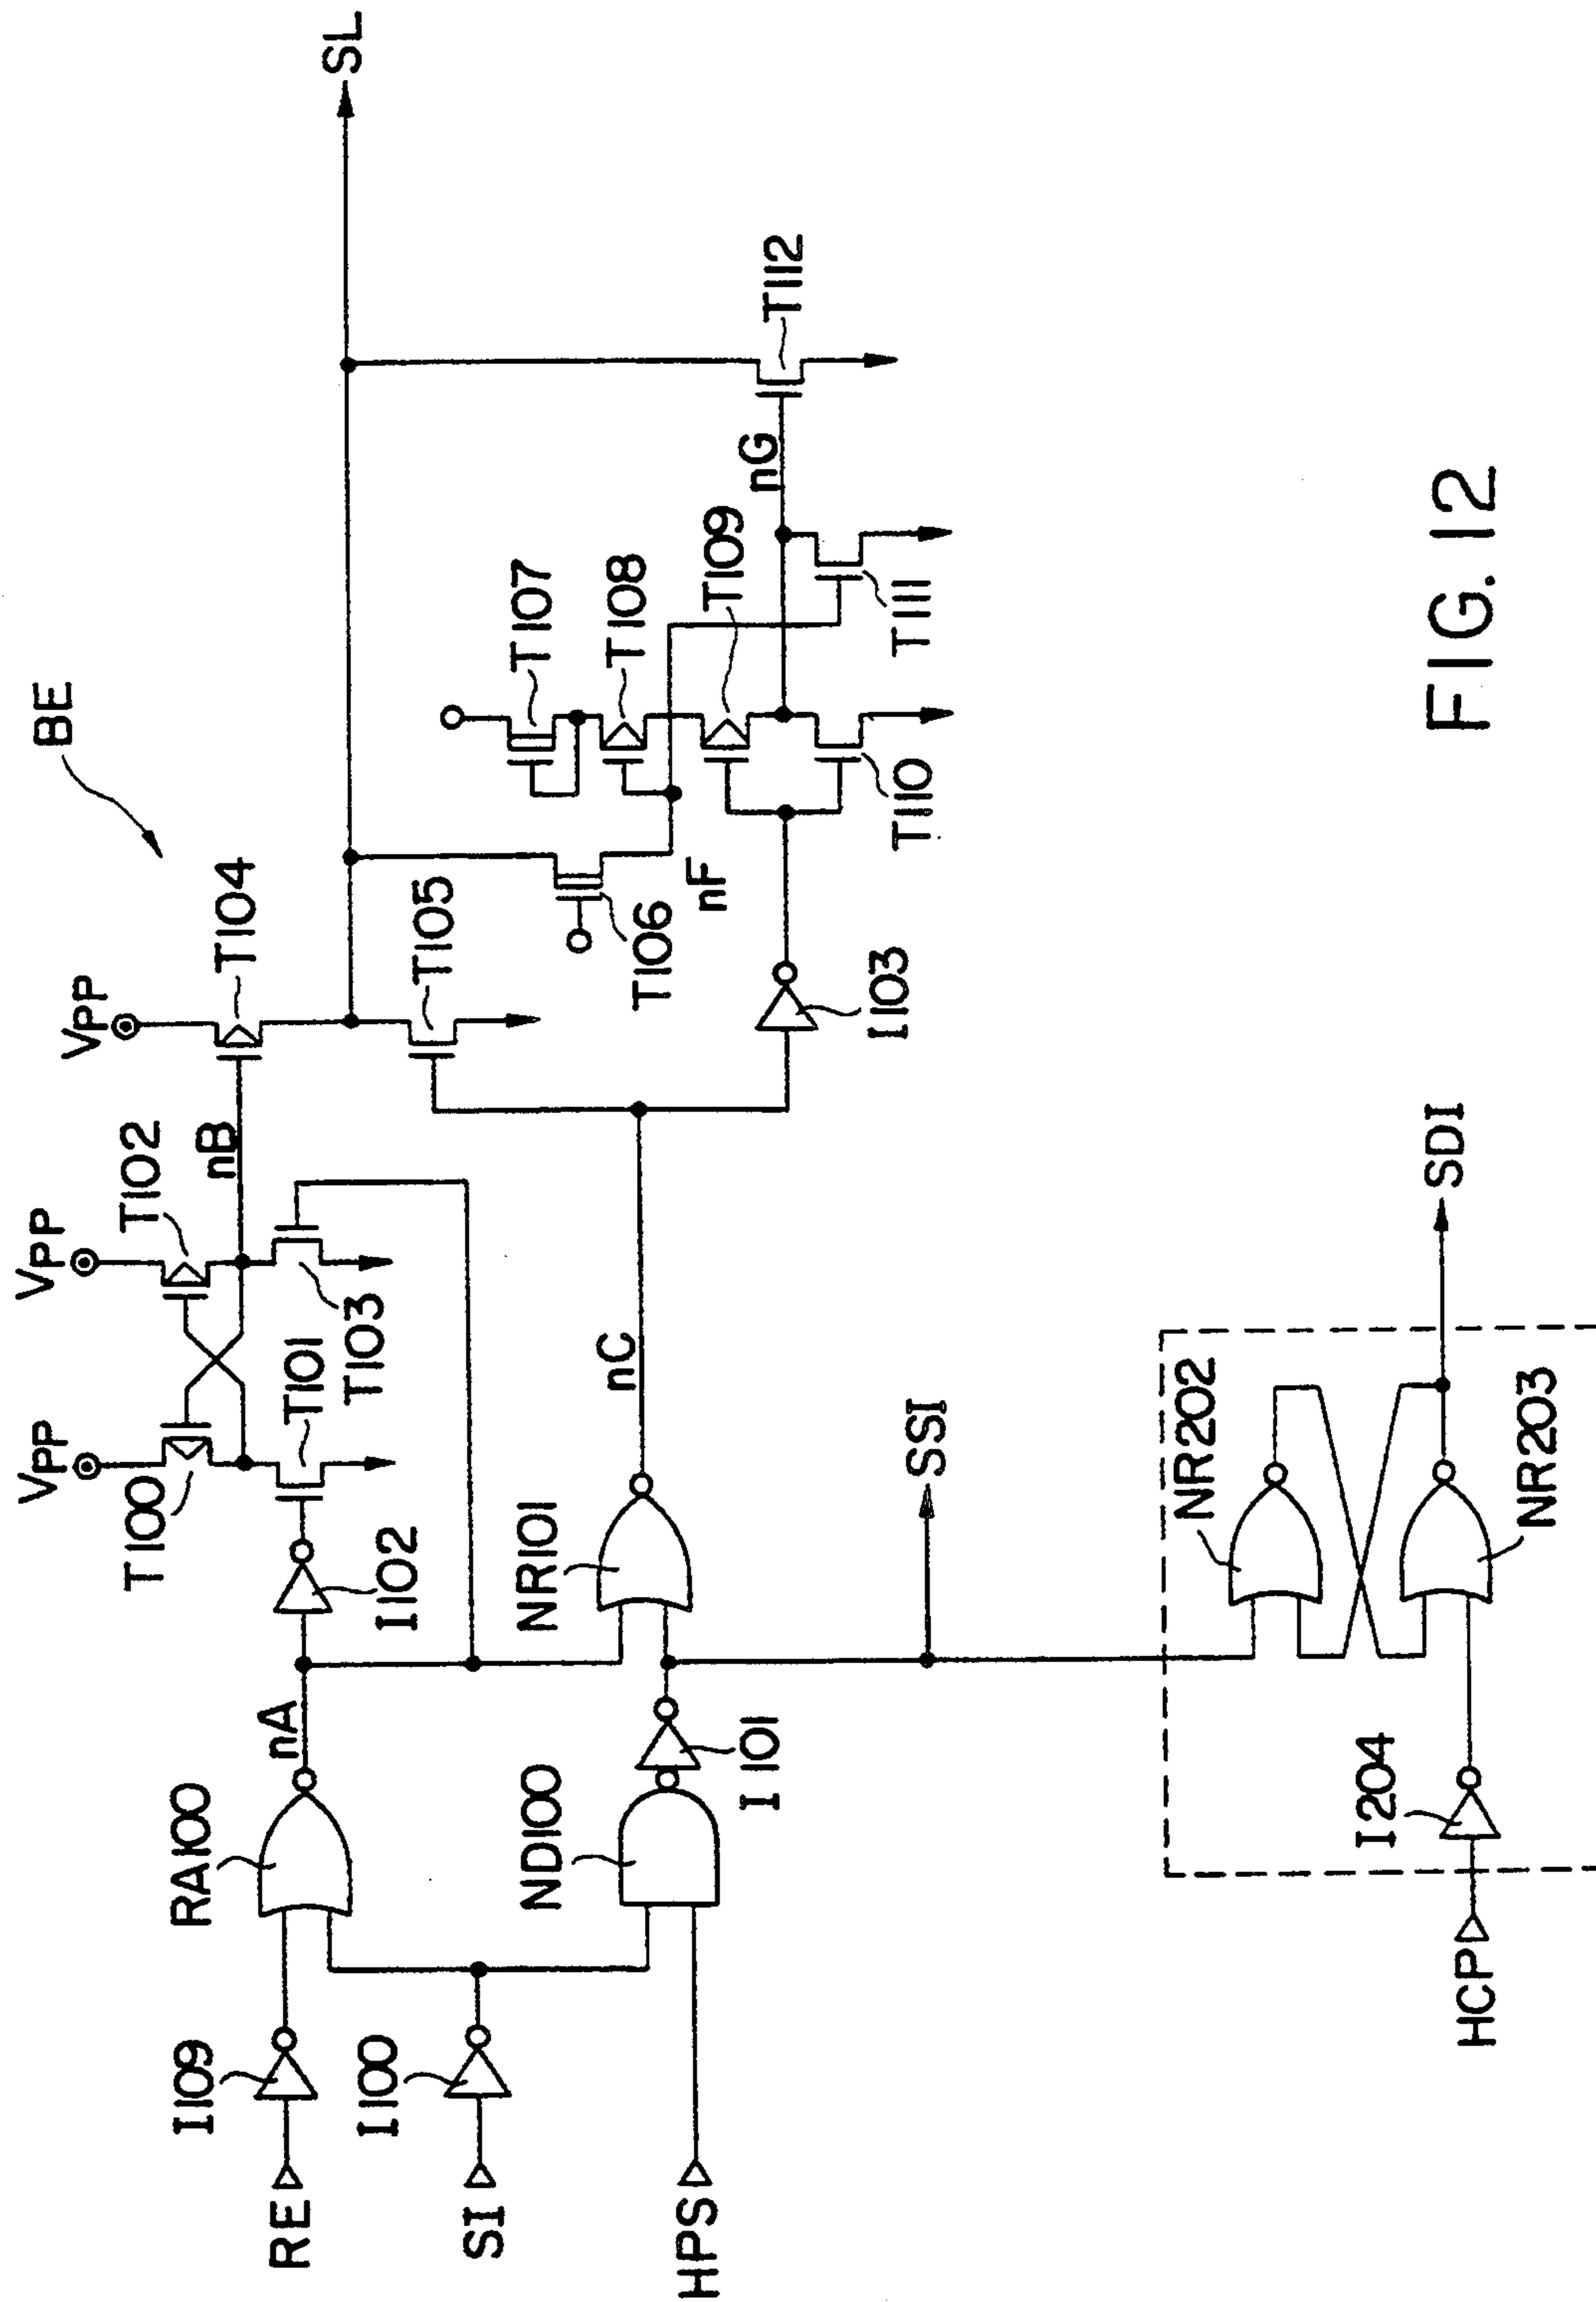 BE
SL
VPP
VPP
VPP
T100
T102
T104
T101
T103
nB
T105
T106
nF
T107
T108
T109
T110
T111
nG
T112
I103
I109
RA100
nA
I102
RE
I100
SI
ND100
I101
NR101
nC
HPS
SSI
NR202
NR203
SDI
I204
HCP
FIG. 12